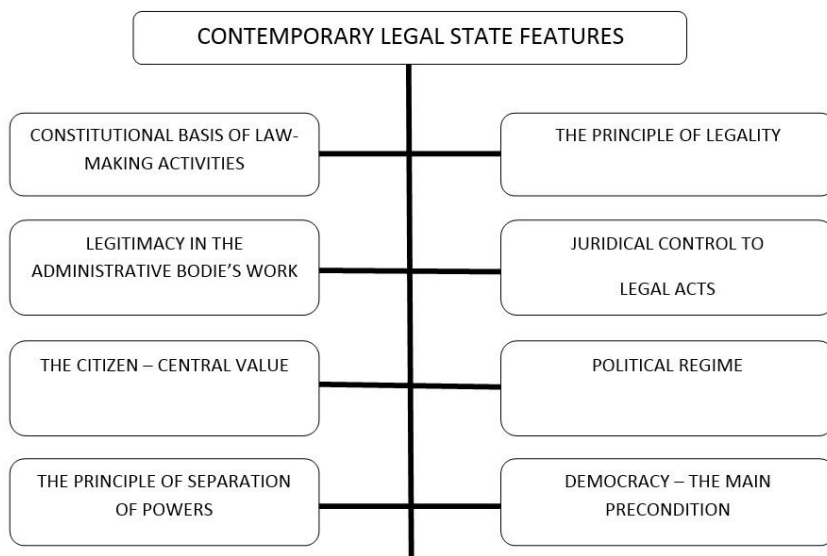 CONTEMPORARY LEGAL STATE FEATURES
CONSTITUTIONAL BASIS OF LAW-
MAKING ACTIVITIES
THE PRINCIPLE OF LEGALITY
LEGITIMACY IN THE
ADMINISTRATIVE BODIE'S WORK
JURIDICAL CONTROL TO
LEGAL ACTS
THE CITIZEN – CENTRAL VALUE
POLITICAL REGIME
THE PRINCIPLE OF SEPARATION
OF POWERS
DEMOCRACY – THE MAIN
PRECONDITION